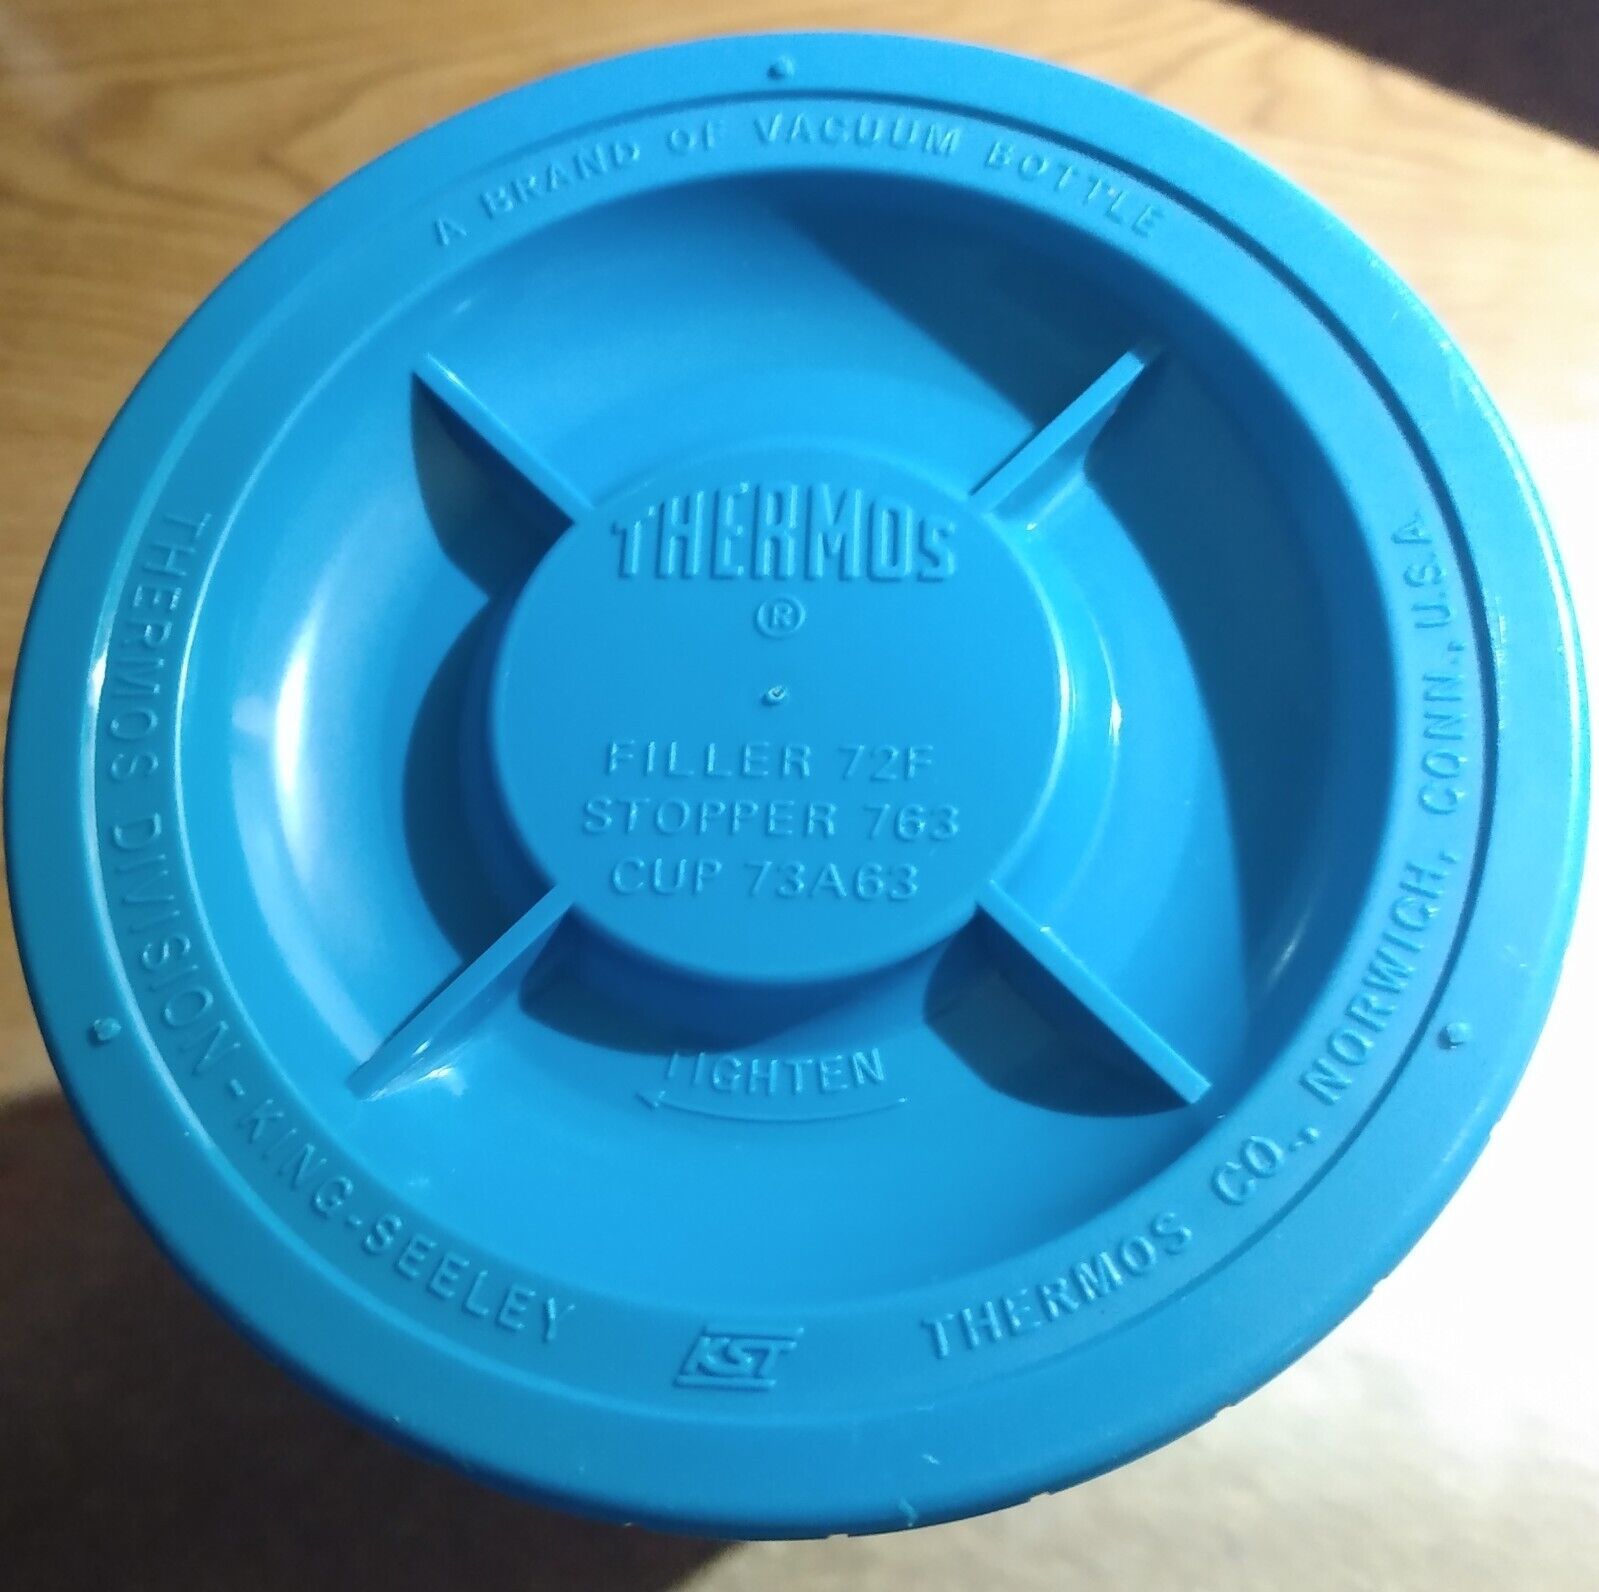 A BRAND OF VACUUM BOTTLE
THERMOS
®
FILLER 72F
STOPPER 763
CUP 73A63
TIGHTEN
THERMOS DIVISION-KING-SEELEY
KST
THERMOS CO., NORWICH, CONN., U.S.A.